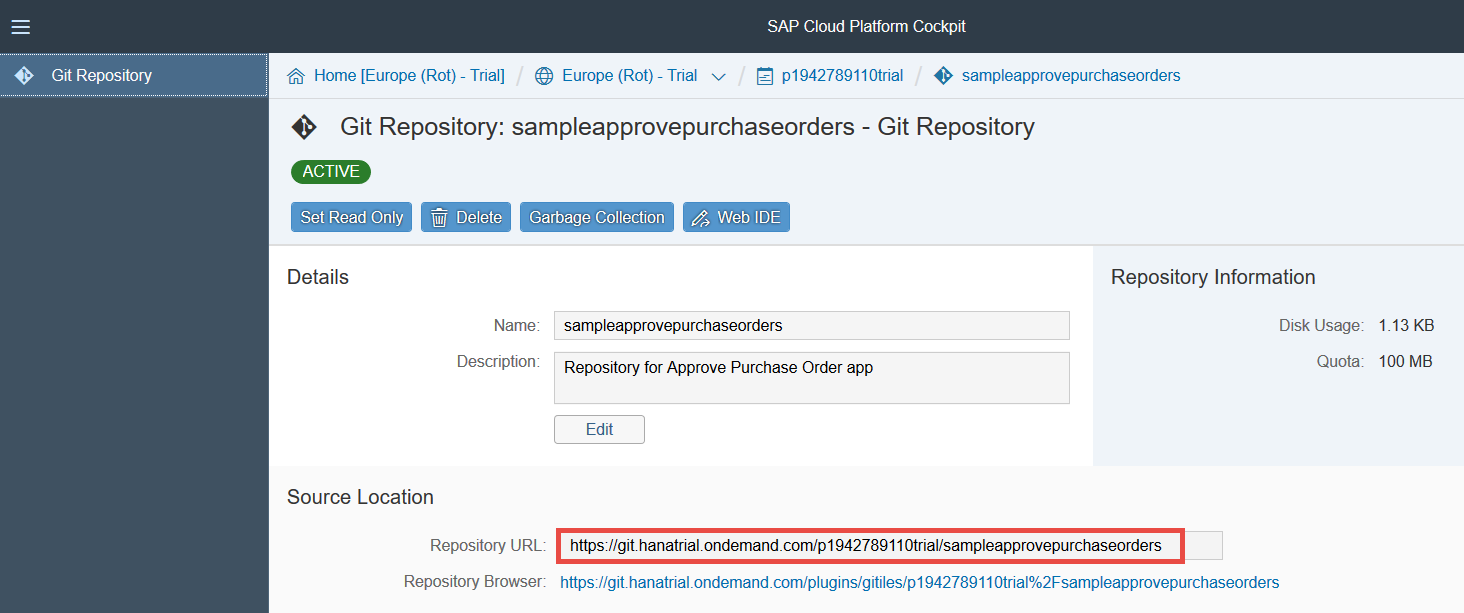 SAP Cloud Platform Cockpit
Git Repository
Home [Europe (Rot) - Trial] / Europe (Rot) - Trial / p1942789110trial / sampleapprovepurchaseorders
Git Repository: sampleapprovepurchaseorders - Git Repository
ACTIVE
Set Read Only Delete Garbage Collection Web IDE
Details
Name: sampleapprovepurchaseorders
Description: Repository for Approve Purchase Order app
Edit
Repository Information
Disk Usage: 1.13 KB
Quota: 100 MB
Source Location
Repository URL: https://git.hanatrial.ondemand.com/p1942789110trial/sampleapprovepurchaseorders
Repository Browser: https://git.hanatrial.ondemand.com/plugins/gitiles/p1942789110trial%2Fsampleapprovepurchaseorders